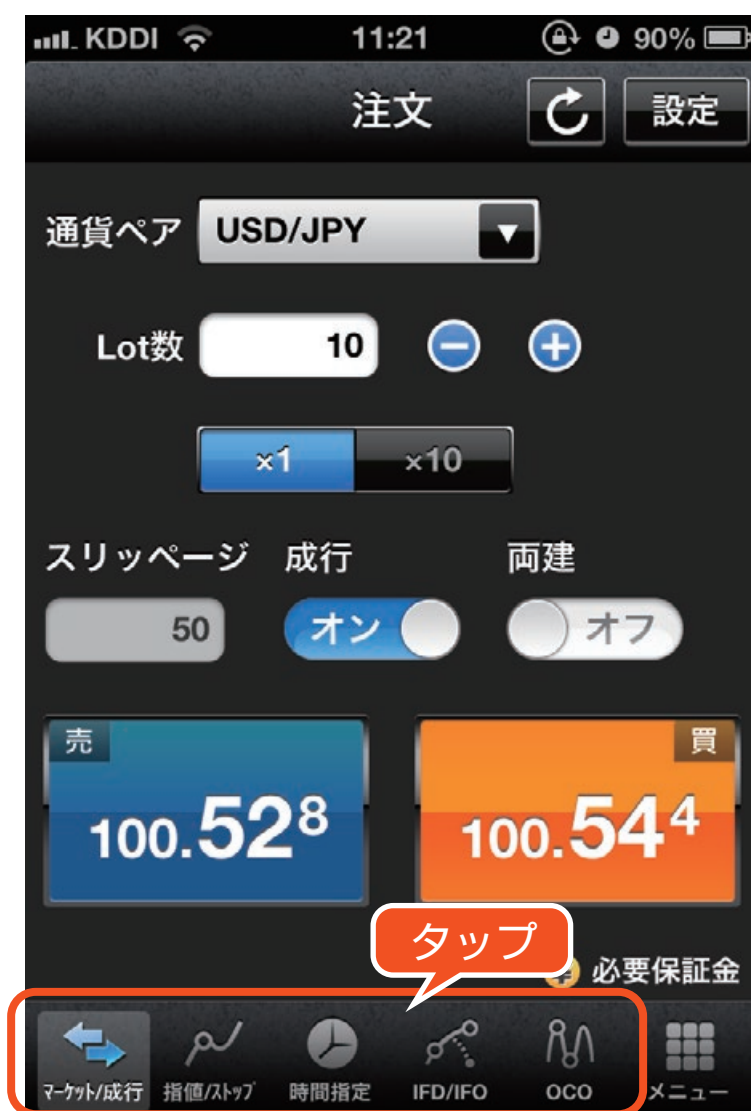 KDDI 11:21 90%
注文 設定
通貨ペア USD/JPY
Lot数 10
×1 ×10
スリッページ 成行 両建
50 オン オフ
売 買
100.528 100.544
タップ
必要保証金
マーケット/成行 指値/ストップ 時間指定 IFD/IFO OCO メニュー